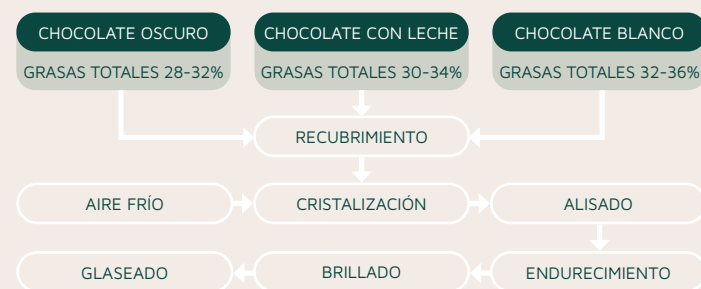 CHOCOLATE OSCURO
GRASAS TOTALES 28-32%
CHOCOLATE CON LECHE
GRASAS TOTALES 30-34%
CHOCOLATE BLANCO
GRASAS TOTALES 32-36%
RECUBRIMIENTO
AIRE FRÍO
CRISTALIZACIÓN
ALISADO
GLASEADO
BRILLADO
ENDURECIMIENTO